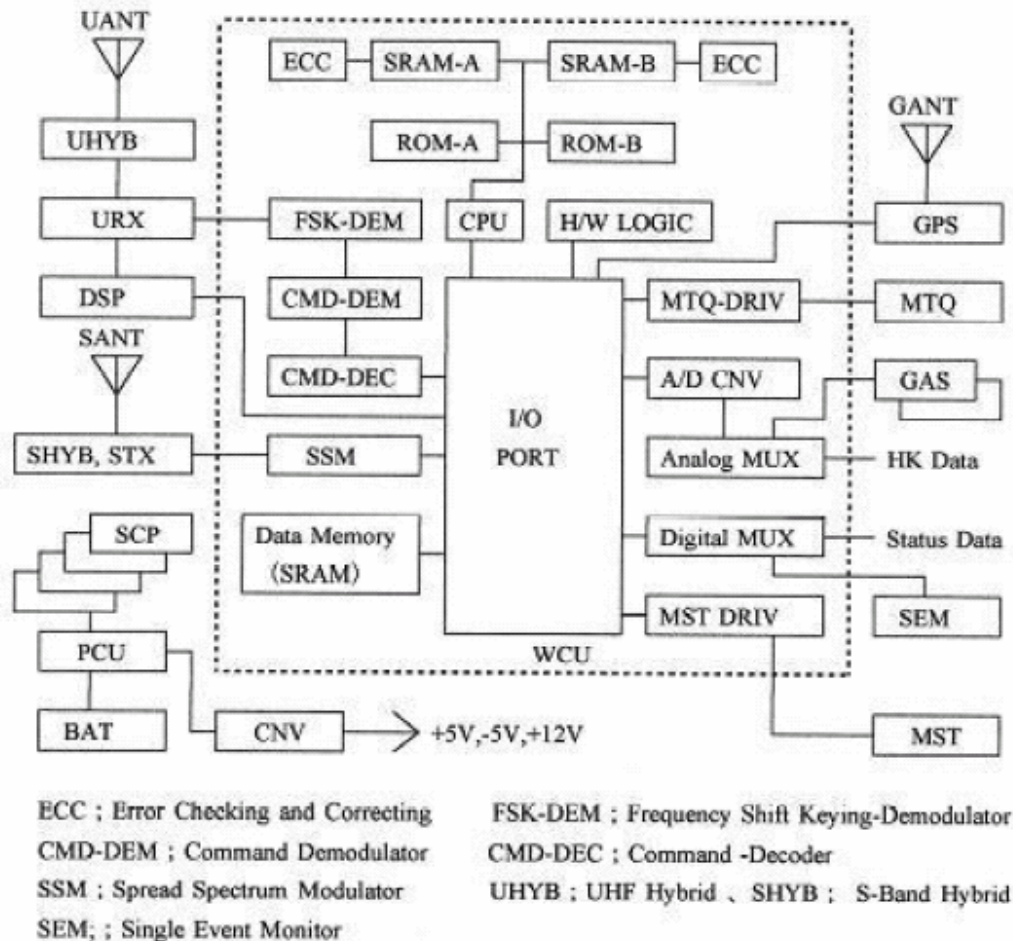 UANT
ECC SRAM-A SRAM-B ECC
GANT
UHYB ROM-A ROM-B
URX FSK-DEM CPU H/W LOGIC GPS
DSP CMD-DEM MTQ-DRIV MTQ
SANT
CMD-DEC A/D CNV GAS
I/O
PORT
SHYB, STX SSM Analog MUX HK Data
SCP Data Memory
(SRAM)
Digital MUX Status Data
PCU MST DRIV SEM
WCU
BAT CNV +5V,-5V,+12V MST
ECC ; Error Checking and Correcting FSK-DEM ; Frequency Shift Keying-Demodulator
CMD-DEM ; Command Demodulator CMD-DEC ; Command -Decoder
SSM ; Spread Spectrum Modulator UHYB ; UHF Hybrid 、SHYB ; S-Band Hybrid
SEM; ; Single Event Monitor